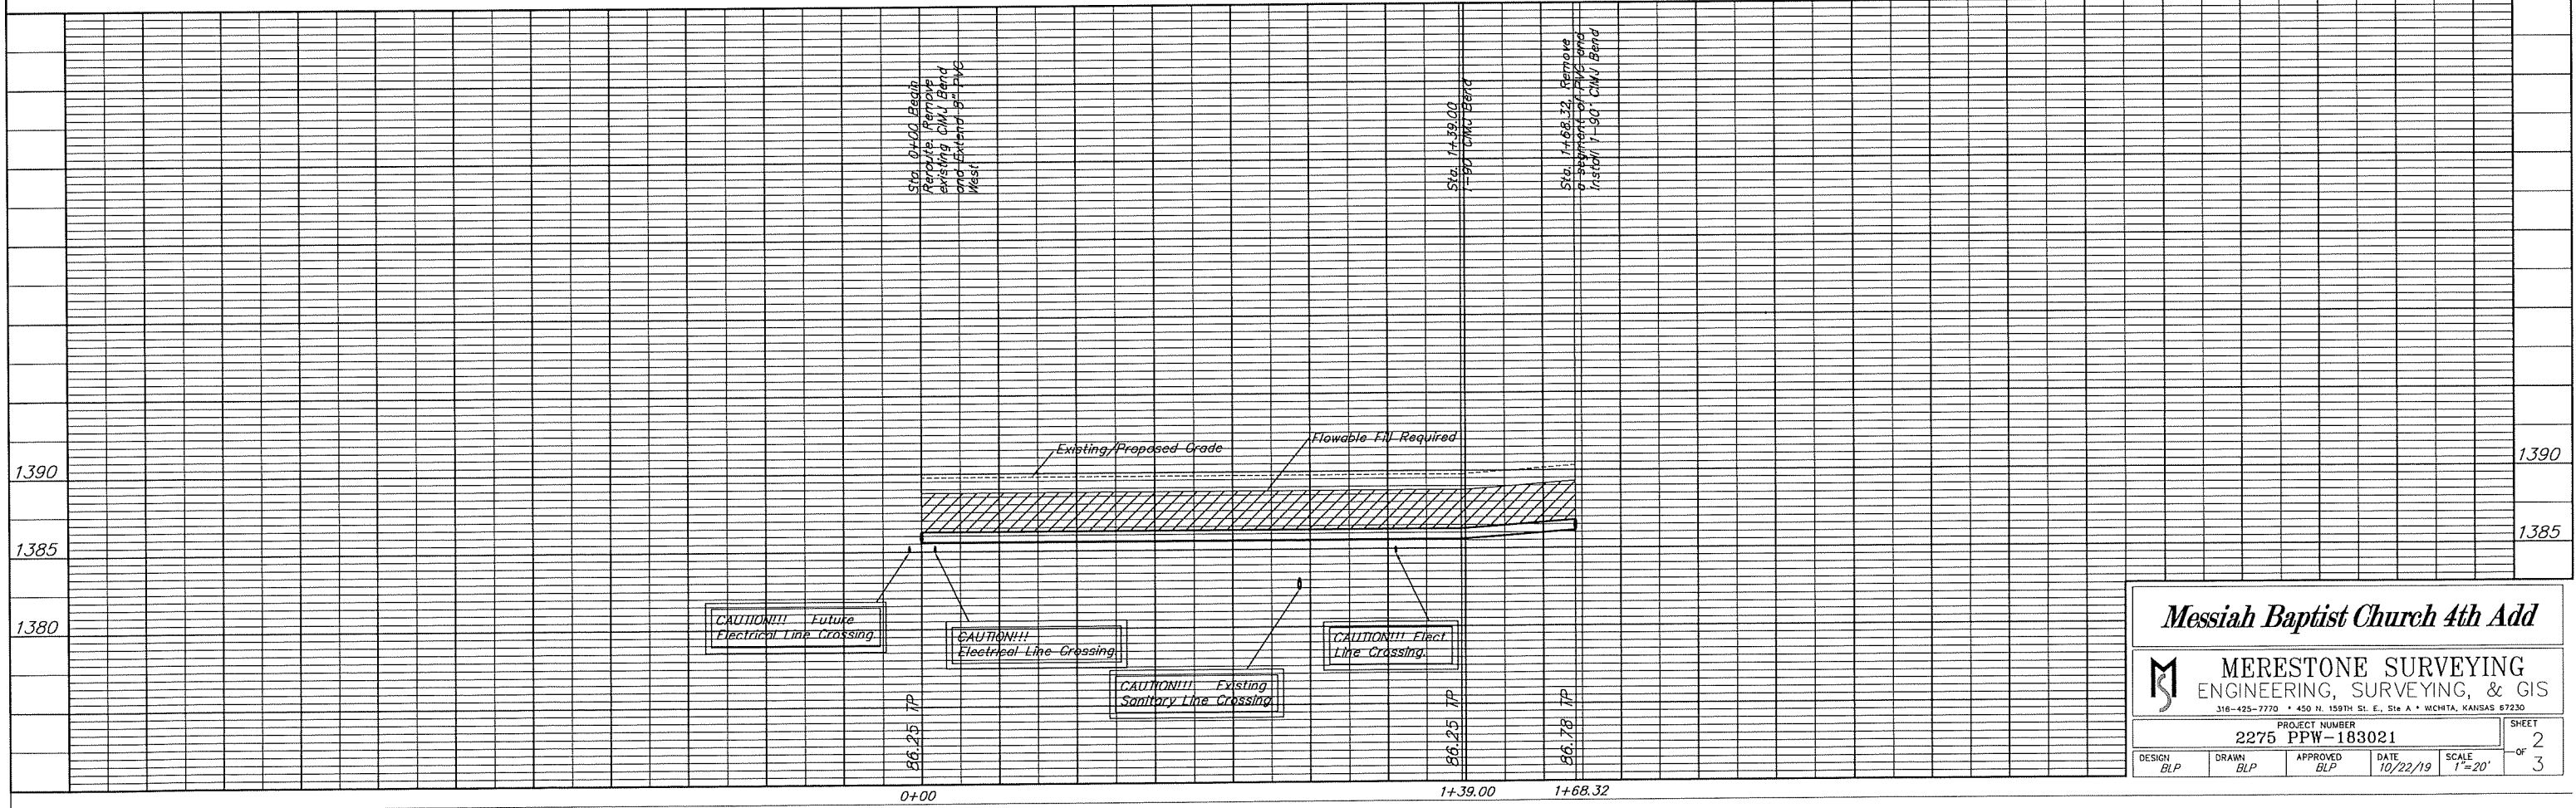 Sta. 0+00 Begin
Reroute. Remove
existing CIMJ Bend
and Extend 8" PVC
West
Sta. 1+39.00
1-90° CIMJ Bend
Sta. 1+68.32, Remove
a segment of PVC and
Install 1-90° CIMJ Bend
Existing/Proposed Grade
Flowable Fill Required
1390
1390
1385
1385
1380
CAUTION!!! Future
Electrical Line Crossing.
CAUTION!!!
Electrical Line Crossing
CAUTION!!! Existing
Sanitary Line Crossing
CAUTION!!! Elect.
Line Crossing.
86.25 TP
86.25 TP
86.78 TP
0+00
1+39.00
1+68.32
Messiah Baptist Church 4th Add
MERESTONE SURVEYING
ENGINEERING, SURVEYING, & GIS
316-425-7770 • 450 N. 159TH St. E., Ste A • WICHITA, KANSAS 67230
PROJECT NUMBER
2275 PPW-183021
SHEET
2
OF
3
DESIGN
BLP
DRAWN
BLP
APPROVED
BLP
DATE
10/22/19
SCALE
1"=20'